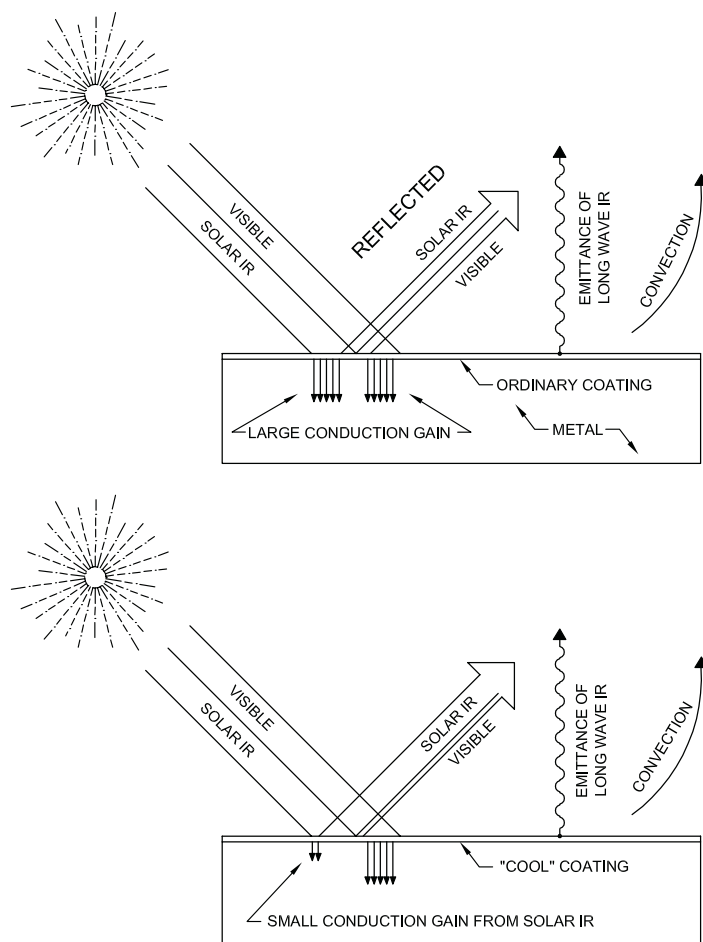 REFLECTED
VISIBLE
SOLAR IR
SOLAR IR
VISIBLE
EMITTANCE OF
LONG WAVE IR
CONVECTION
ORDINARY COATING
LARGE CONDUCTION GAIN
METAL
VISIBLE
SOLAR IR
SOLAR IR
VISIBLE
EMITTANCE OF
LONG WAVE IR
CONVECTION
"COOL" COATING
SMALL CONDUCTION GAIN FROM SOLAR IR